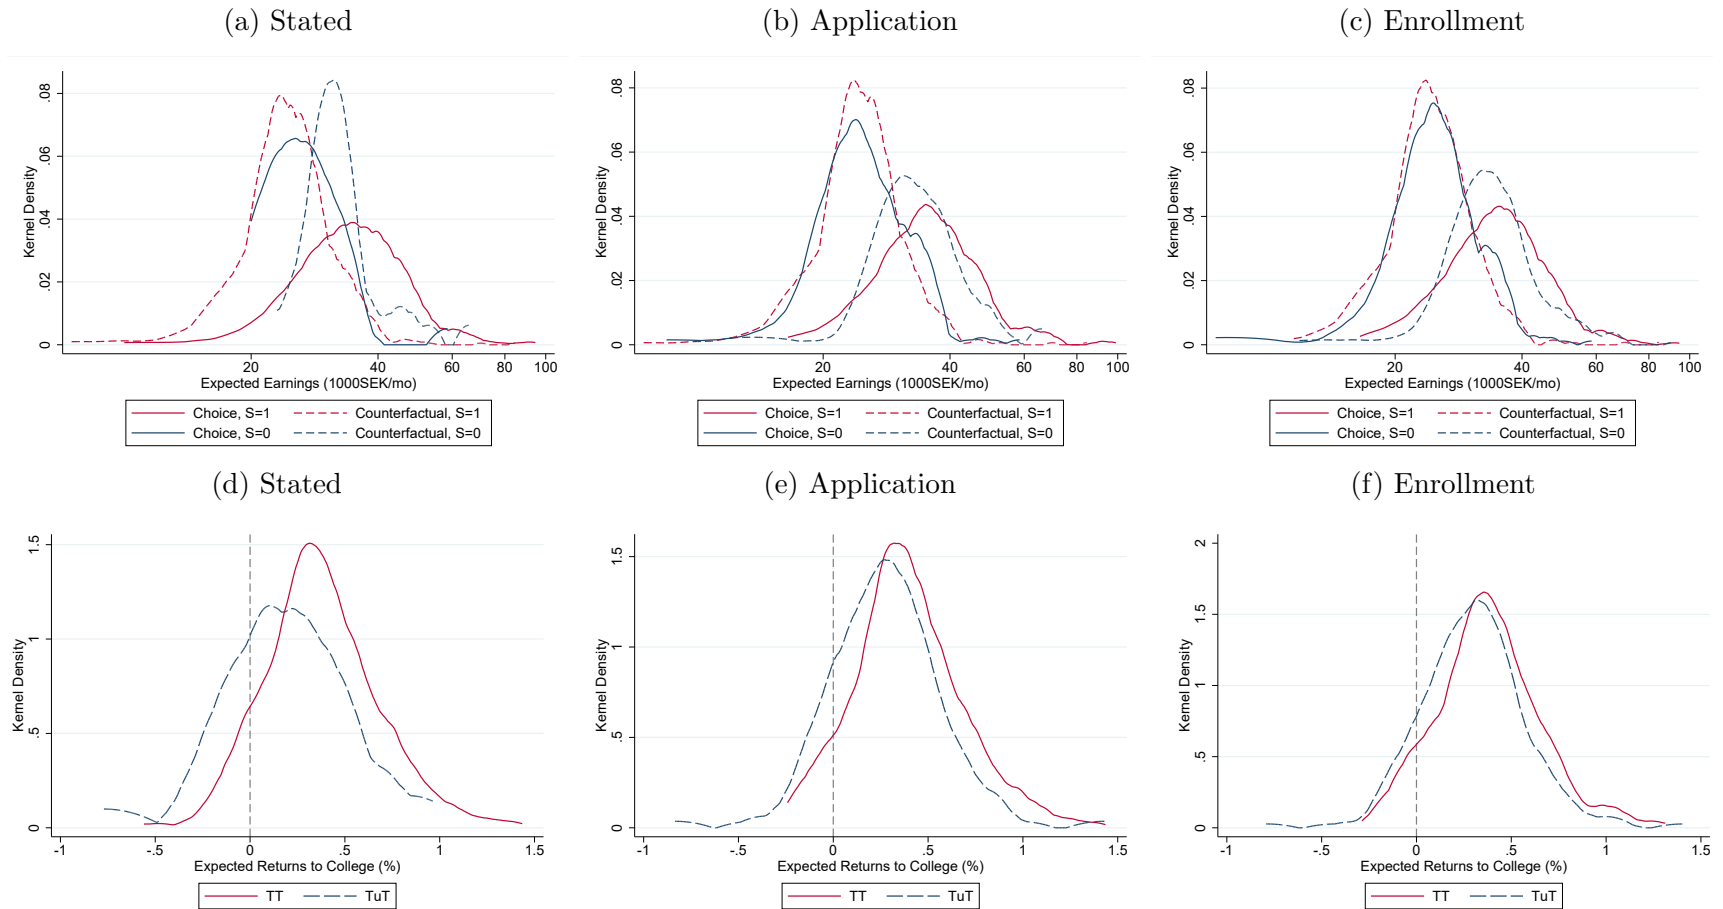 (a) Stated
(b) Application
(c) Enrollment
Kernel Density
0 .02 .04 .06 .08
20 40 60 80 100
Expected Earnings (1000SEK/mo)
Choice, S=1 Counterfactual, S=1
Choice, S=0 Counterfactual, S=0
Kernel Density
0 .02 .04 .06 .08
20 40 60 80 100
Expected Earnings (1000SEK/mo)
Choice, S=1 Counterfactual, S=1
Choice, S=0 Counterfactual, S=0
Kernel Density
0 .02 .04 .06 .08
20 40 60 80 100
Expected Earnings (1000SEK/mo)
Choice, S=1 Counterfactual, S=1
Choice, S=0 Counterfactual, S=0
(d) Stated
(e) Application
(f) Enrollment
Kernel Density
0 .5 1 1.5
-1 -.5 0 .5 1 1.5
Expected Returns to College (%)
TT TuT
Kernel Density
0 .5 1 1.5
-1 -.5 0 .5 1 1.5
Expected Returns to College (%)
TT TuT
Kernel Density
0 .5 1 1.5 2
-1 -.5 0 .5 1 1.5
Expected Returns to College (%)
TT TuT